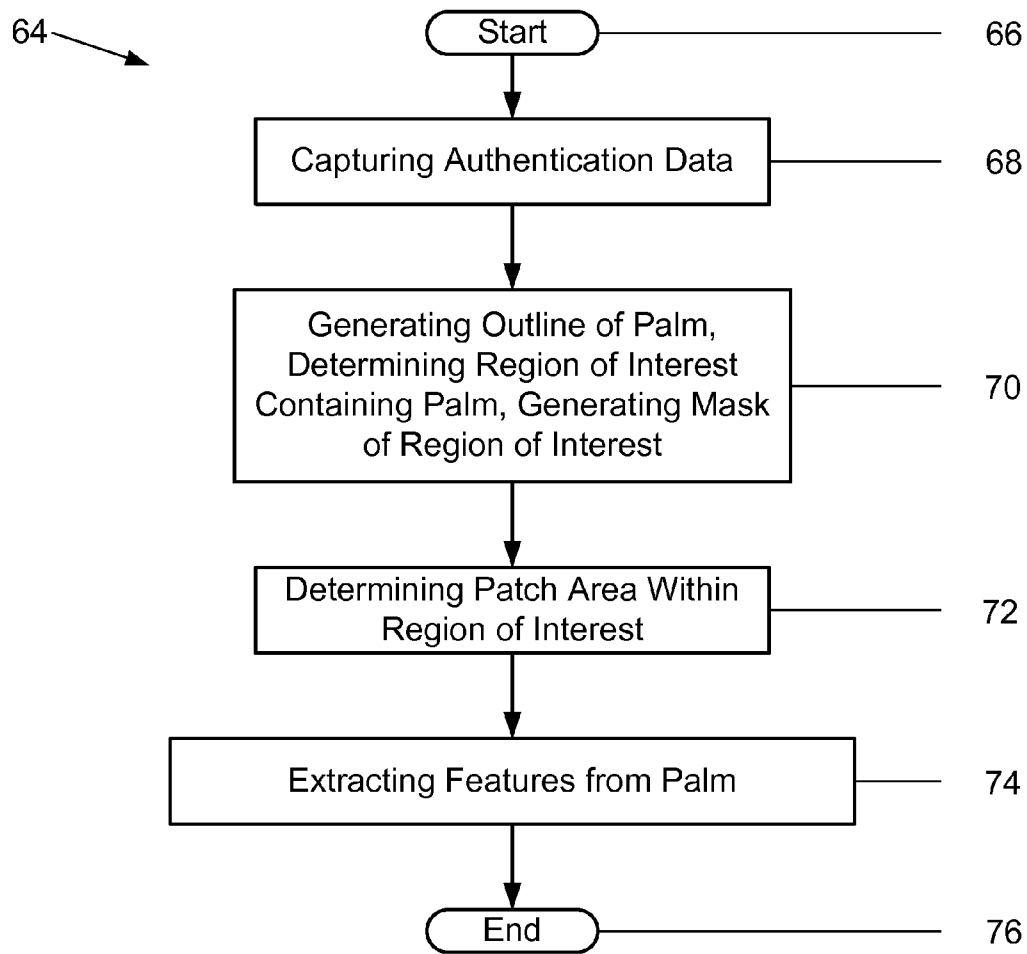 64
Start
66
Capturing Authentication Data
68
Generating Outline of Palm,
Determining Region of Interest
Containing Palm, Generating Mask
of Region of Interest
70
Determining Patch Area Within
Region of Interest
72
Extracting Features from Palm
74
End
76